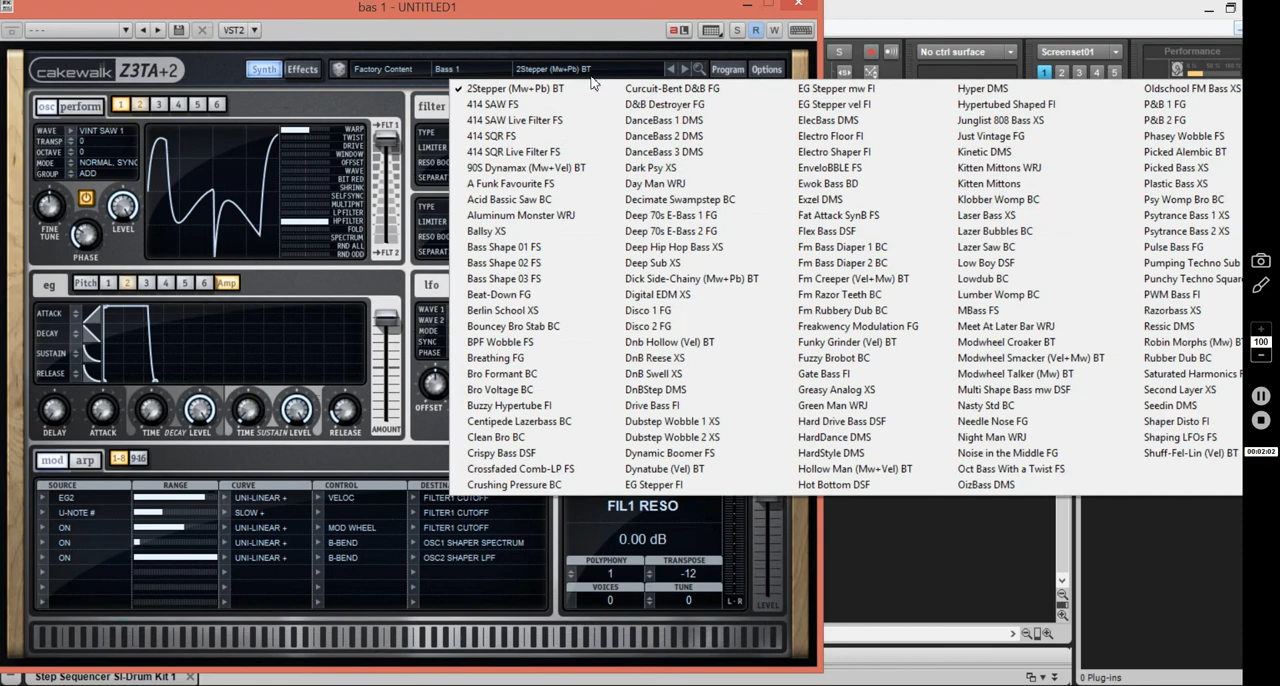 bas 1 - UNTITLED1
- - -
VST2
S R W
cakewalk Z3TA+2
Synth Effects
Factory Content
Bass 1
2Stepper (Mw+Pb) BT
Program Options
No ctrl surface
Screenset01
Performance
S
1 2 3 4 5
osc perform 1 2 3 4 5 6
filter
WAVE VINT SAW 1
TRANSP 0
OCTAVE 0
MODE NORMAL, SYNC
GROUP ADD
FINE TUNE
PHASE
LEVEL
WARP
TWIST
DRIVE
WINDOW
OFFSET
WAVE
BIT RED
SHRINK
SELFSYNC
MULTIPNT
LPFILTER
HPFILTER
FOLD
SPECTRUM
RND ALL
RND ODD
FLT 1
FLT 2
TYPE
LIMITER
RESO BOO
SEPARAT
TYPE
LIMITER
RESO BOO
SEPARAT
eg Pitch 1 2 3 4 5 6 Amp
lfo
ATTACK
DECAY
SUSTAIN
RELEASE
WAVE 1
WAVE 2
MODE
SYNC
PHASE
OFFSET
DELAY ATTACK TIME DECAY LEVEL TIME SUSTAIN LEVEL RELEASE
AMOUNT
mod arp 1-8 9-16
SOURCE RANGE CURVE CONTROL DESTIN
EG2 UNI-LINEAR + VELOC FILTER1 CUTOFF
U-NOTE # SLOW + FILTER1 CUTOFF
ON UNI-LINEAR + MOD WHEEL FILTER1 CUTOFF
ON UNI-LINEAR + B-BEND OSC1 SHAPER SPECTRUM
ON UNI-LINEAR + B-BEND OSC2 SHAPER LPF
FIL1 RESO
0.00 dB
POLYPHONY TRANSPOSE
1 -12
VOICES TUNE
0 0
L - R
LEVEL
2Stepper (Mw+Pb) BT
414 SAW FS
414 SAW Live Filter FS
414 SQR FS
414 SQR Live Filter FS
90S Dynamax (Mw+Vel) BT
A Funk Favourite FS
Acid Bassic Saw BC
Aluminum Monster WRJ
Ballsy XS
Bass Shape 01 FS
Bass Shape 02 FS
Bass Shape 03 FS
Beat-Down FG
Berlin School XS
Bouncey Bro Stab BC
BPF Wobble FS
Breathing FG
Bro Formant BC
Bro Voltage BC
Buzzy Hypertube FI
Centipede Lazerbass BC
Clean Bro BC
Crispy Bass DSF
Crossfaded Comb-LP FS
Crushing Pressure BC
Curcuit-Bent D&B FG
D&B Destroyer FG
DanceBass 1 DMS
DanceBass 2 DMS
DanceBass 3 DMS
Dark Psy XS
Day Man WRJ
Decimate Swampstep BC
Deep 70s E-Bass 1 FG
Deep 70s E-Bass 2 FG
Deep Hip Hop Bass XS
Deep Sub XS
Dick Side-Chainy (Mw+Pb) BT
Digital EDM XS
Disco 1 FG
Disco 2 FG
Dnb Hollow (Vel) BT
DnB Reese XS
DnB Swell XS
DnBStep DMS
Drive Bass FI
Dubstep Wobble 1 XS
Dubstep Wobble 2 XS
Dynamic Boomer FS
Dynatube (Vel) BT
EG Stepper FI
EG Stepper mw FI
EG Stepper vel FI
ElecBass DMS
Electro Floor FI
Electro Shaper FI
EnveloBBLE FS
Ewok Bass BD
Exzel DMS
Fat Attack SynB FS
Flex Bass DSF
Fm Bass Diaper 1 BC
Fm Bass Diaper 2 BC
Fm Creeper (Vel+Mw) BT
Fm Razor Teeth BC
Fm Rubbery Dub BC
Freakwency Modulation FG
Funky Grinder (Vel) BT
Fuzzy Brobot BC
Gate Bass FI
Greasy Analog XS
Green Man WRJ
Hard Drive Bass DSF
HardDance DMS
HardStyle DMS
Hollow Man (Mw+Vel) BT
Hot Bottom DSF
Hyper DMS
Hypertubed Shaped FI
Junglist 808 Bass XS
Just Vintage FG
Kinetic DMS
Kitten Mittons WRJ
Kitten Mittons
Klobber Womp BC
Laser Bass XS
Lazer Bubbles BC
Lazer Saw BC
Low Boy DSF
Lowdub BC
Lumber Womp BC
MBass FS
Meet At Later Bar WRJ
Modwheel Croaker BT
Modwheel Smacker (Vel+Mw) BT
Modwheel Talker (Mw) BT
Multi Shape Bass mw DSF
Nasty Std BC
Needle Nose FG
Night Man WRJ
Noise in the Middle FG
Oct Bass With a Twist FS
OizBass DMS
Oldschool FM Bass XS
P&B 1 FG
P&B 2 FG
Phasey Wobble FS
Picked Alembic BT
Picked Bass XS
Plastic Bass XS
Psy Womp Bro BC
Psytrance Bass 1 XS
Psytrance Bass 2 XS
Pulse Bass FG
Pumping Techno Sub
Punchy Techno Squar
PWM Bass FI
Razorbass XS
Ressic DMS
Robin Morphs (Mw) B
Rubber Dub BC
Saturated Harmonics F
Second Layer XS
Seedin DMS
Shaper Disto FI
Shaping LFOs FS
Shuff-Fel-Lin (Vel) BT
100
00:02:02
Step Sequencer SI-Drum Kit 1
0 Plug-ins